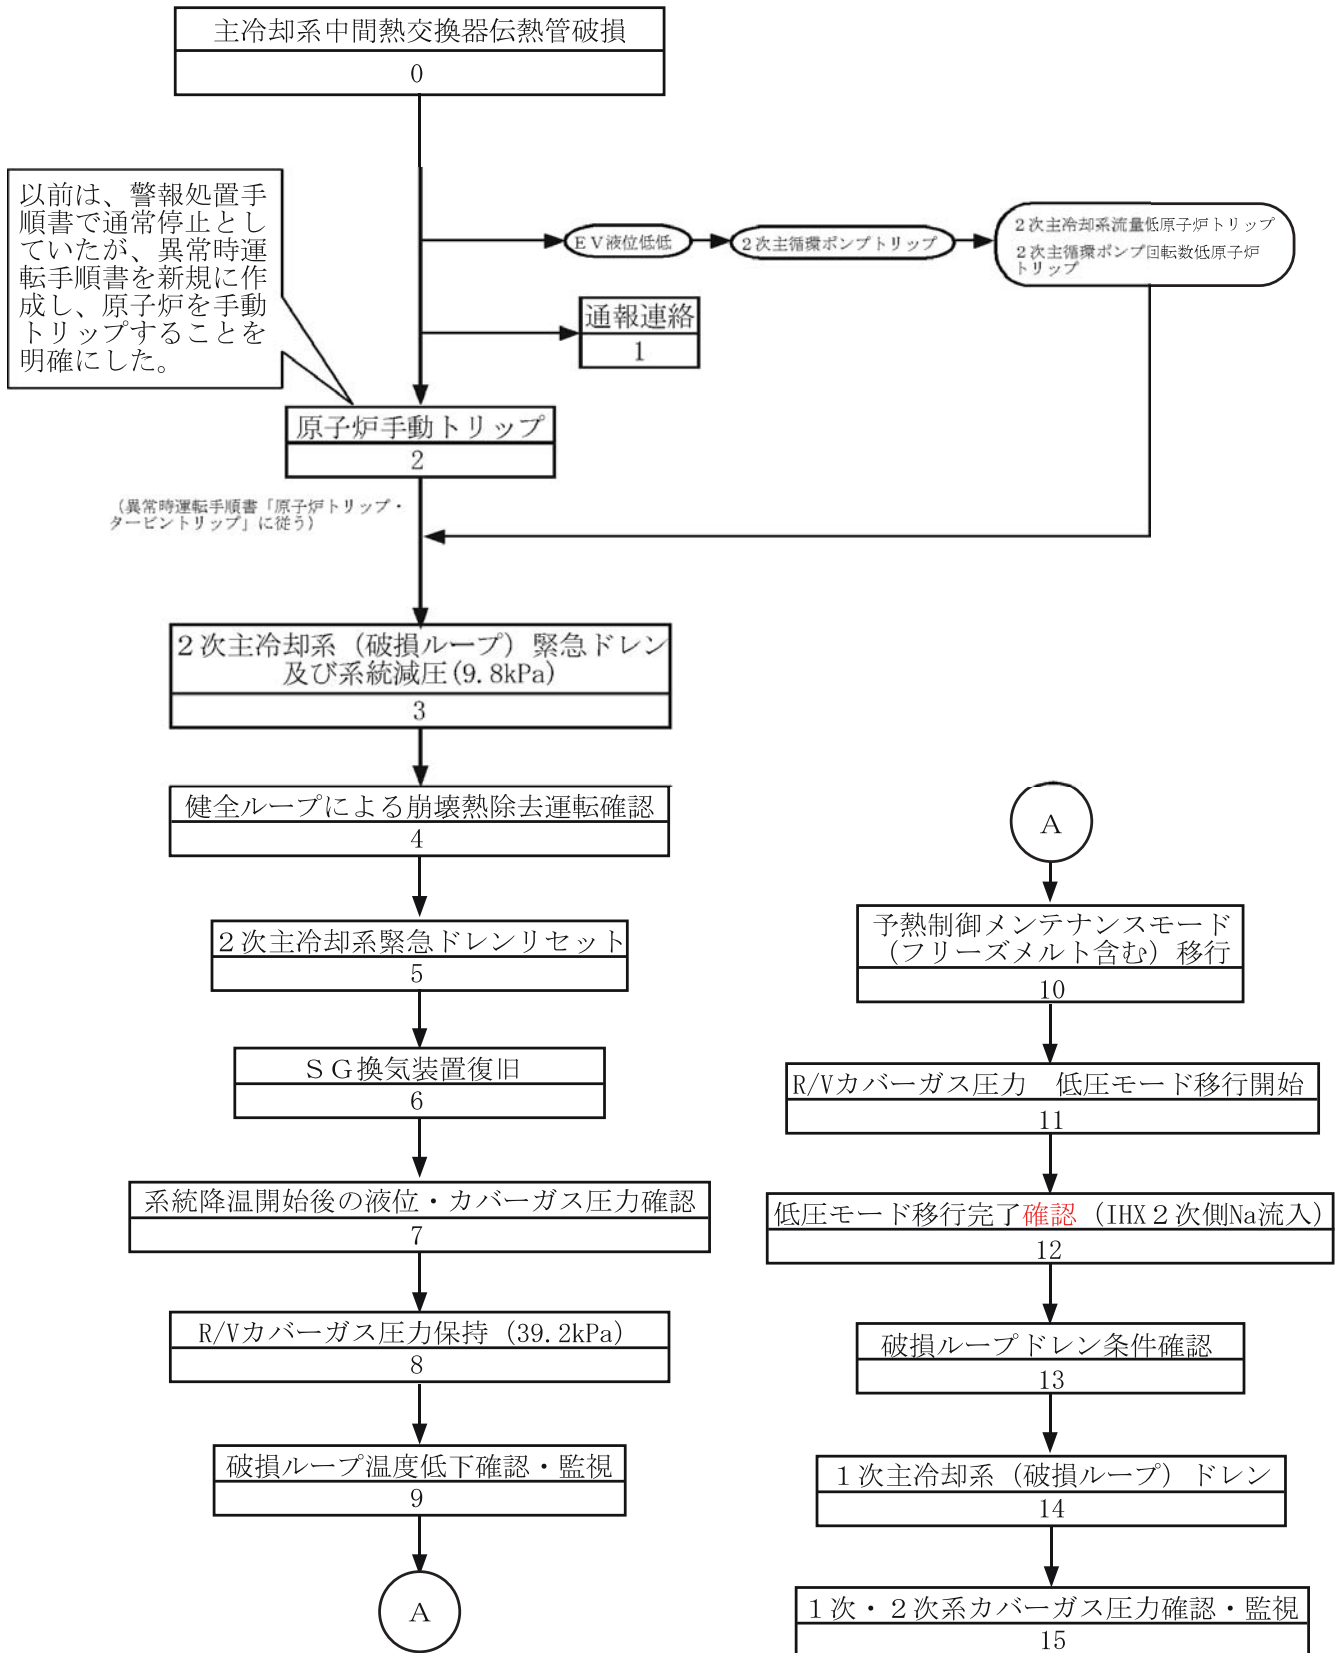 主冷却系中間熱交換器伝熱管破損
0
以前は、警報処置手
順書で通常停止とし
ていたが、異常時運
転手順書を新規に作
成し、原子炉を手動
トリップすることを
明確にした。
EV液位低低
2次主循環ポンプトリップ
2次主冷却系流量低原子炉トリップ
2次主循環ポンプ回転数低原子炉
トリップ
通報連絡
1
原子炉手動トリップ
2
(異常時運転手順書「原子炉トリップ・
タービントリップ」に従う)
2次主冷却系(破損ループ)緊急ドレン
及び系統減圧(9.8kPa)
3
健全ループによる崩壊熱除去運転確認
4
2次主冷却系緊急ドレンリセット
5
SG換気装置復旧
6
系統降温開始後の液位・カバーガス圧力確認
7
R/Vカバーガス圧力保持(39.2kPa)
8
破損ループ温度低下確認・監視
9
A
A
予熱制御メンテナンスモード
(フリーズメルト含む)移行
10
R/Vカバーガス圧力 低圧モード移行開始
11
低圧モード移行完了確認(IHX2次側Na流入)
12
破損ループドレン条件確認
13
1次主冷却系(破損ループ)ドレン
14
1次・2次系カバーガス圧力確認・監視
15